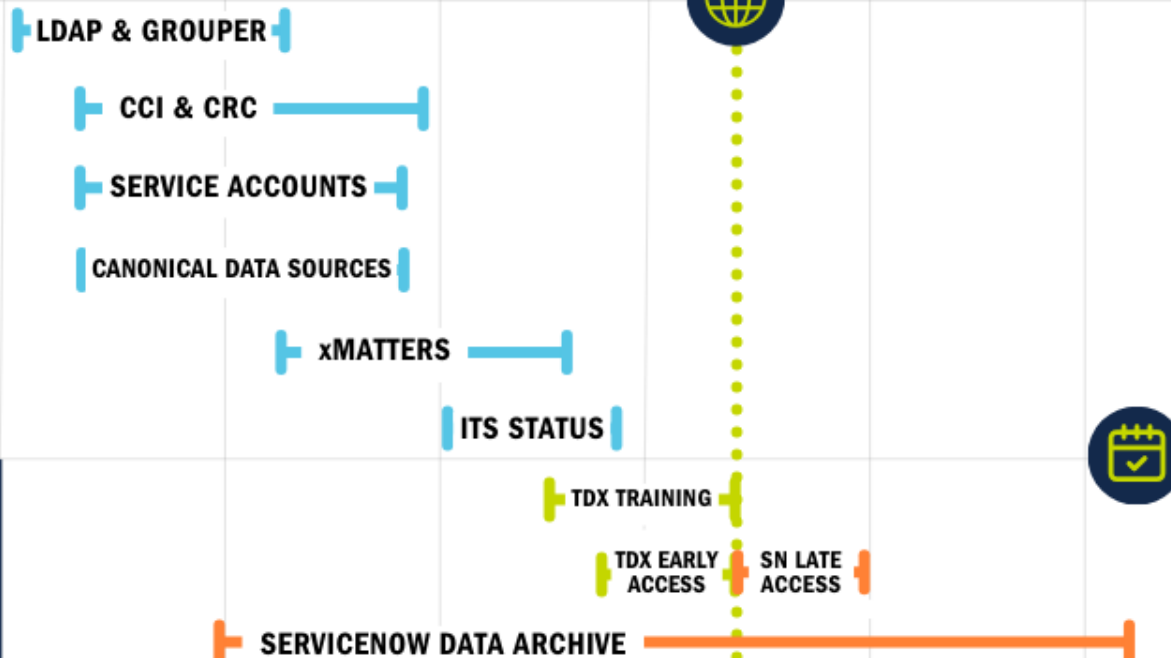 LDAP & GROUPER
CCI & CRC
SERVICE ACCOUNTS
CANONICAL DATA SOURCES
xMATTERS
ITS STATUS
TDX TRAINING
TDX EARLY
ACCESS
SN LATE
ACCESS
SERVICENOW DATA ARCHIVE